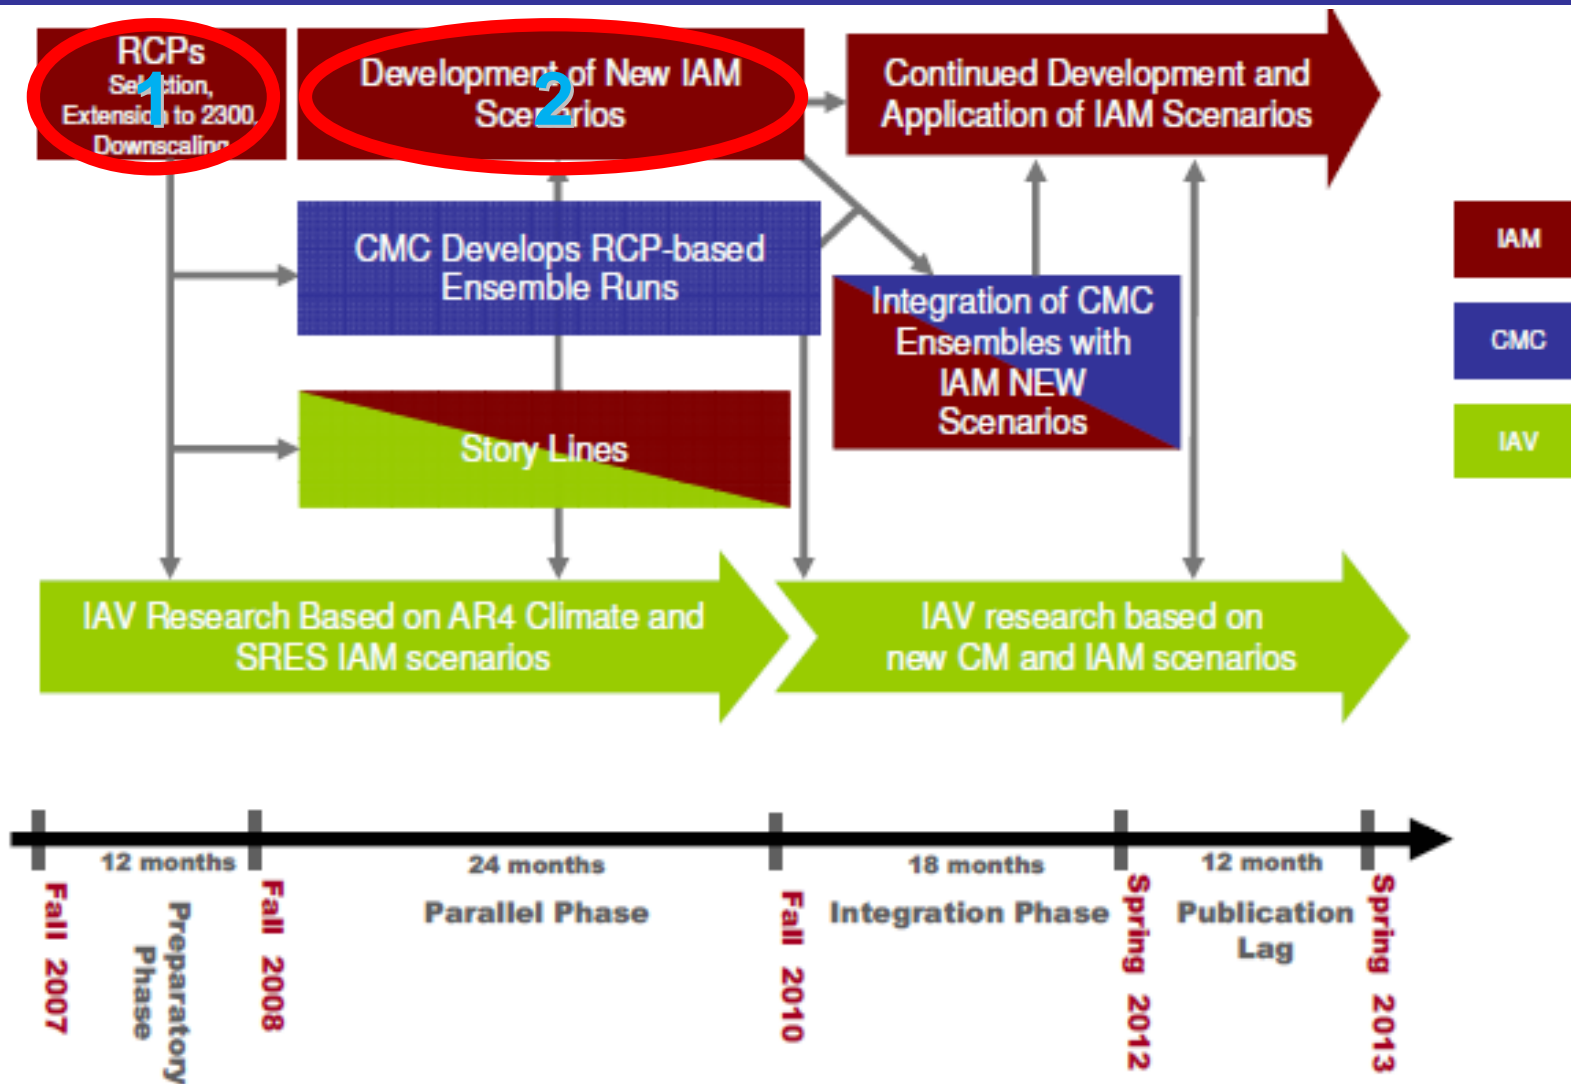 RCPs
Selection,
Extension to 2300,
Downscaling
1
Development of New IAM
Scenarios
2
Continued Development and
Application of IAM Scenarios
CMC Develops RCP-based
Ensemble Runs
Integration of CMC
Ensembles with
IAM NEW
Scenarios
Story Lines
IAM
CMC
IAV
IAV Research Based on AR4 Climate and
SRES IAM scenarios
IAV research based on
new CM and IAM scenarios
12 months
24 months
18 months
12 month
Preparatory
Phase
Parallel Phase
Integration Phase
Publication
Lag
Fall 2007
Fall 2008
Fall 2010
Spring 2012
Spring 2013